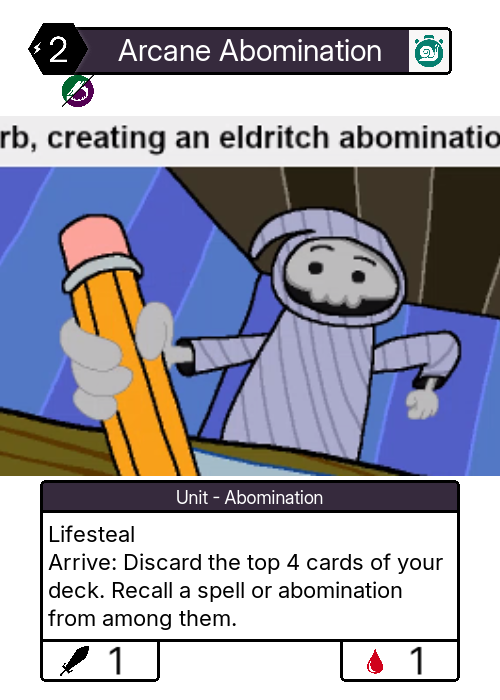 2
Arcane Abomination
rb, creating an eldritch abominatio
Unit - Abomination
Lifesteal
Arrive: Discard the top 4 cards of your
deck. Recall a spell or abomination
from among them.
1
1